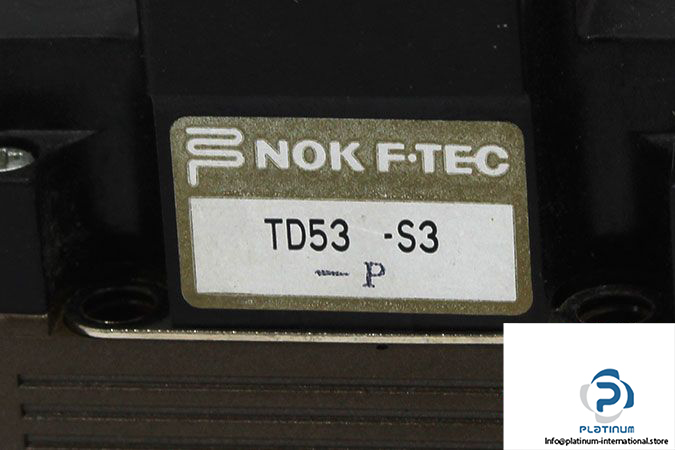 NOK F·TEC
TD53 -S3
— P
PLATINUM
Info@platinum-international.store